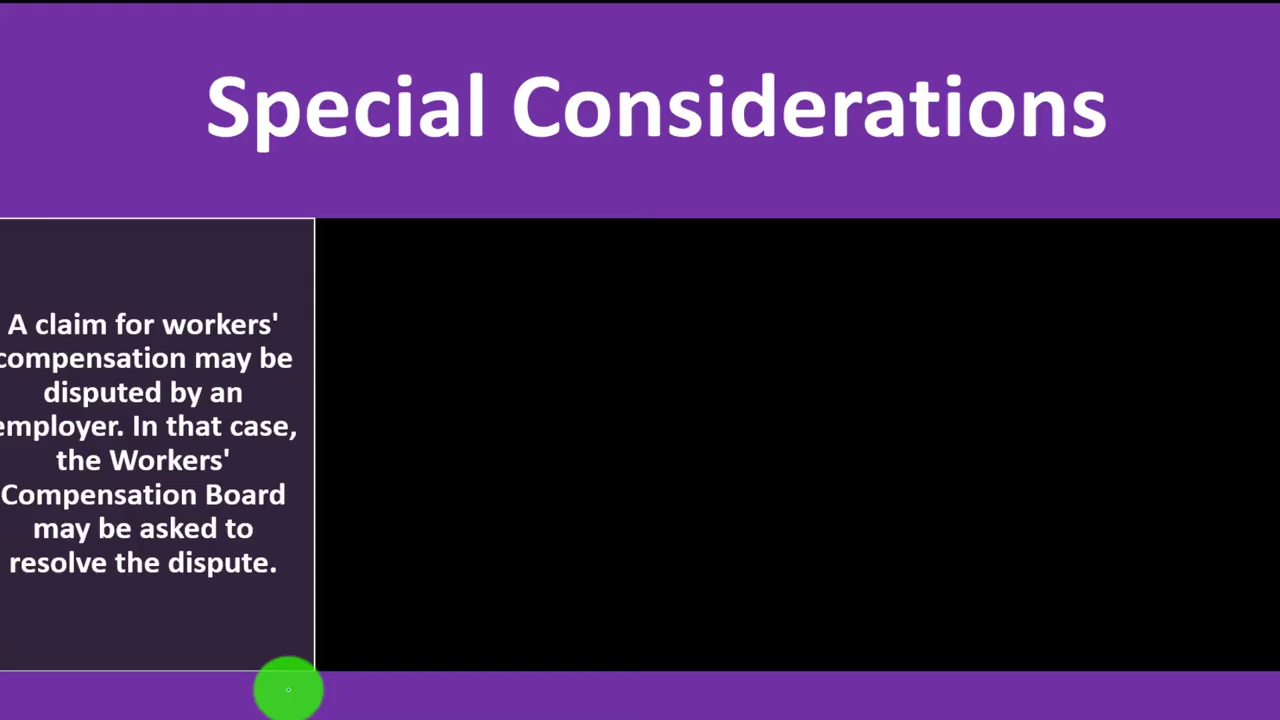 Special Considerations
A claim for workers'
compensation may be
disputed by an
employer. In that case,
the Workers'
Compensation Board
may be asked to
resolve the dispute.